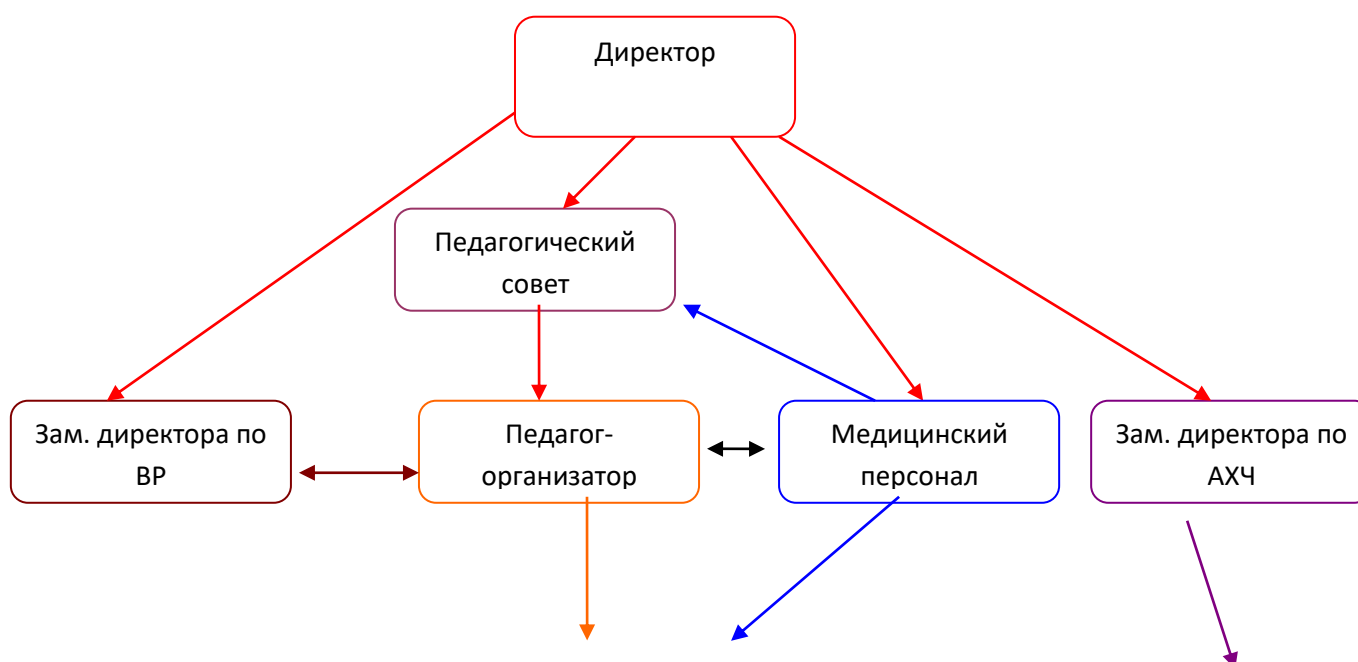 Директор
Педагогический
совет
Зам. директора по
ВР
Педагог-
организатор
Медицинский
персонал
Зам. директора по
АХЧ